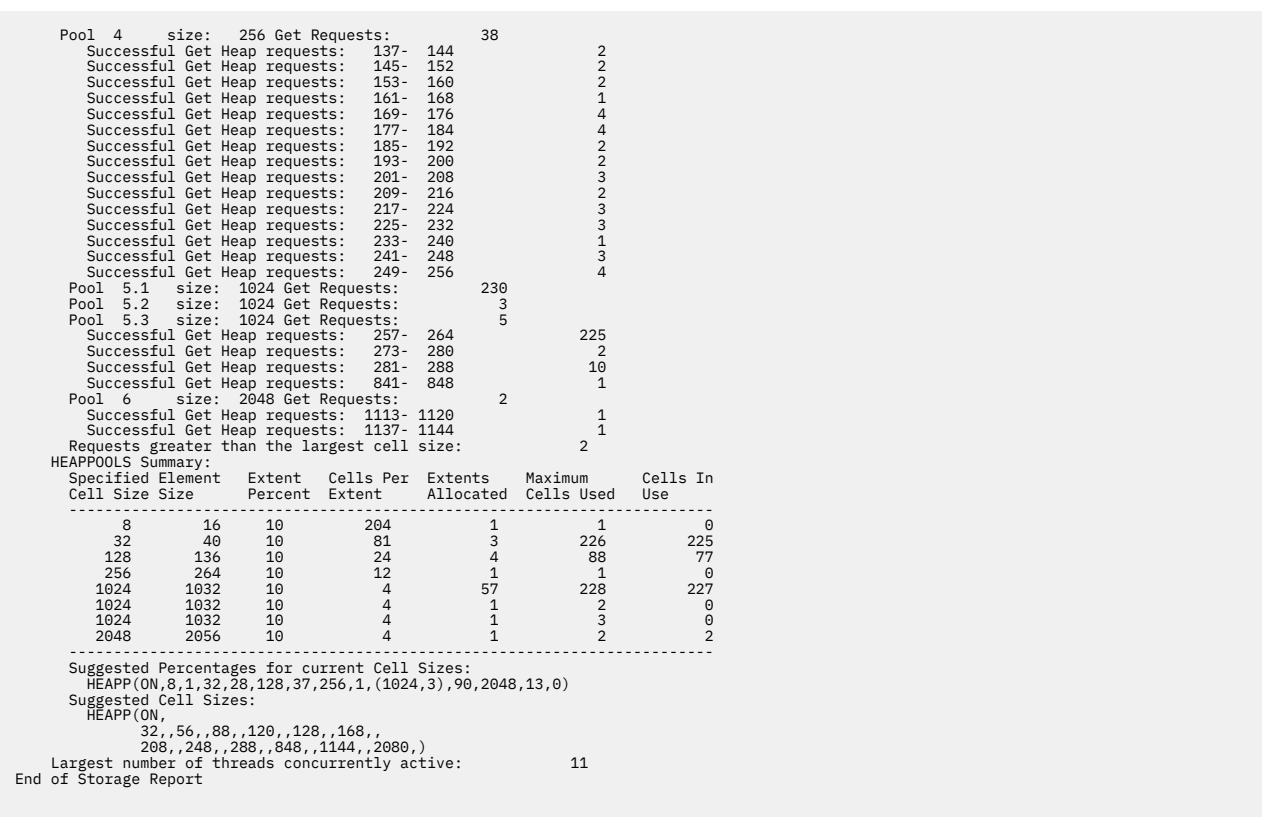 Pool  4     size:   256 Get Requests:          38
Successful Get Heap requests:   137-  144                2
Successful Get Heap requests:   145-  152                2
Successful Get Heap requests:   153-  160                2
Successful Get Heap requests:   161-  168                1
Successful Get Heap requests:   169-  176                4
Successful Get Heap requests:   177-  184                4
Successful Get Heap requests:   185-  192                2
Successful Get Heap requests:   193-  200                2
Successful Get Heap requests:   201-  208                3
Successful Get Heap requests:   209-  216                2
Successful Get Heap requests:   217-  224                3
Successful Get Heap requests:   225-  232                3
Successful Get Heap requests:   233-  240                1
Successful Get Heap requests:   241-  248                3
Successful Get Heap requests:   249-  256                4
Pool  5.1   size:  1024 Get Requests:         230
Pool  5.2   size:  1024 Get Requests:           3
Pool  5.3   size:  1024 Get Requests:           5
Successful Get Heap requests:   257-  264              225
Successful Get Heap requests:   273-  280                2
Successful Get Heap requests:   281-  288               10
Successful Get Heap requests:   841-  848                1
Pool  6     size:  2048 Get Requests:           2
Successful Get Heap requests:  1113- 1120                1
Successful Get Heap requests:  1137- 1144                1
Requests greater than the largest cell size:             2
HEAPPOOLS Summary:
Specified Element   Extent   Cells Per  Extents    Maximum      Cells In
Cell Size Size      Percent  Extent     Allocated  Cells Used   Use
------------------------------------------------------------------------
8        16     10         204           1           1           0
32        40     10          81           3         226         225
128       136     10          24           4          88          77
256       264     10          12           1           1           0
1024      1032     10           4          57         228         227
1024      1032     10           4           1           2           0
1024      1032     10           4           1           3           0
2048      2056     10           4           1           2           2
------------------------------------------------------------------------
Suggested Percentages for current Cell Sizes:
HEAPP(ON,8,1,32,28,128,37,256,1,(1024,3),90,2048,13,0)
Suggested Cell Sizes:
HEAPP(ON,
32,,56,,88,,120,,128,,168,,
208,,248,,288,,848,,1144,,2080,)
Largest number of threads concurrently active:            11
End of Storage Report